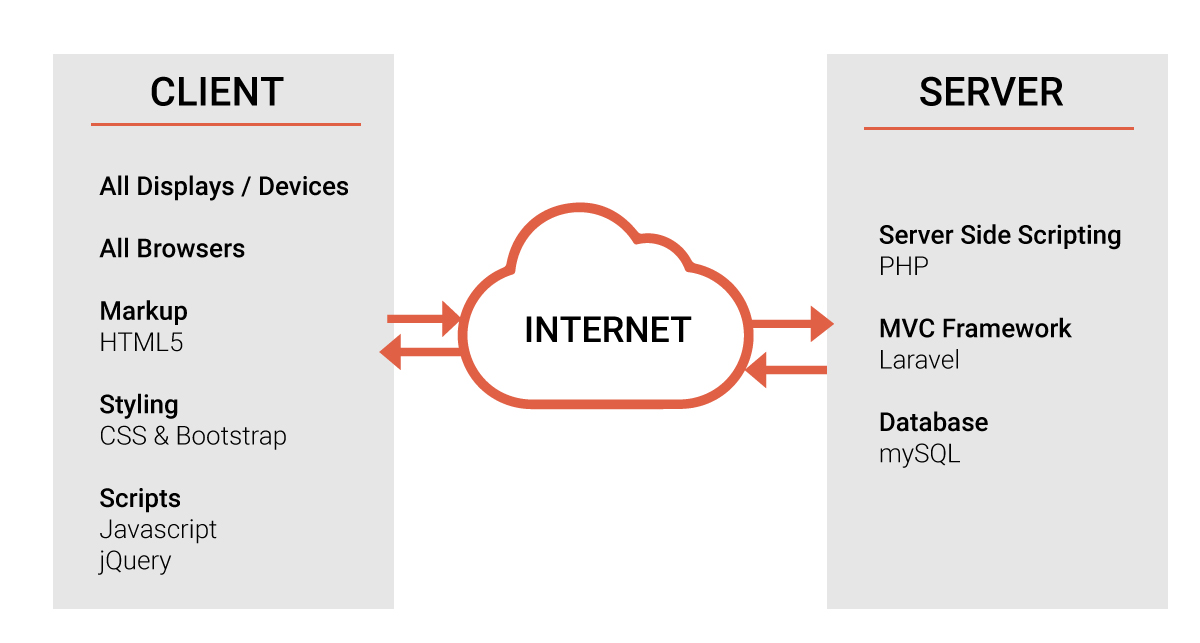 CLIENT
All Displays / Devices
All Browsers
Markup
HTML5
Styling
CSS & Bootstrap
Scripts
Javascript
jQuery
INTERNET
SERVER
Server Side Scripting
PHP
MVC Framework
Laravel
Database
mySQL